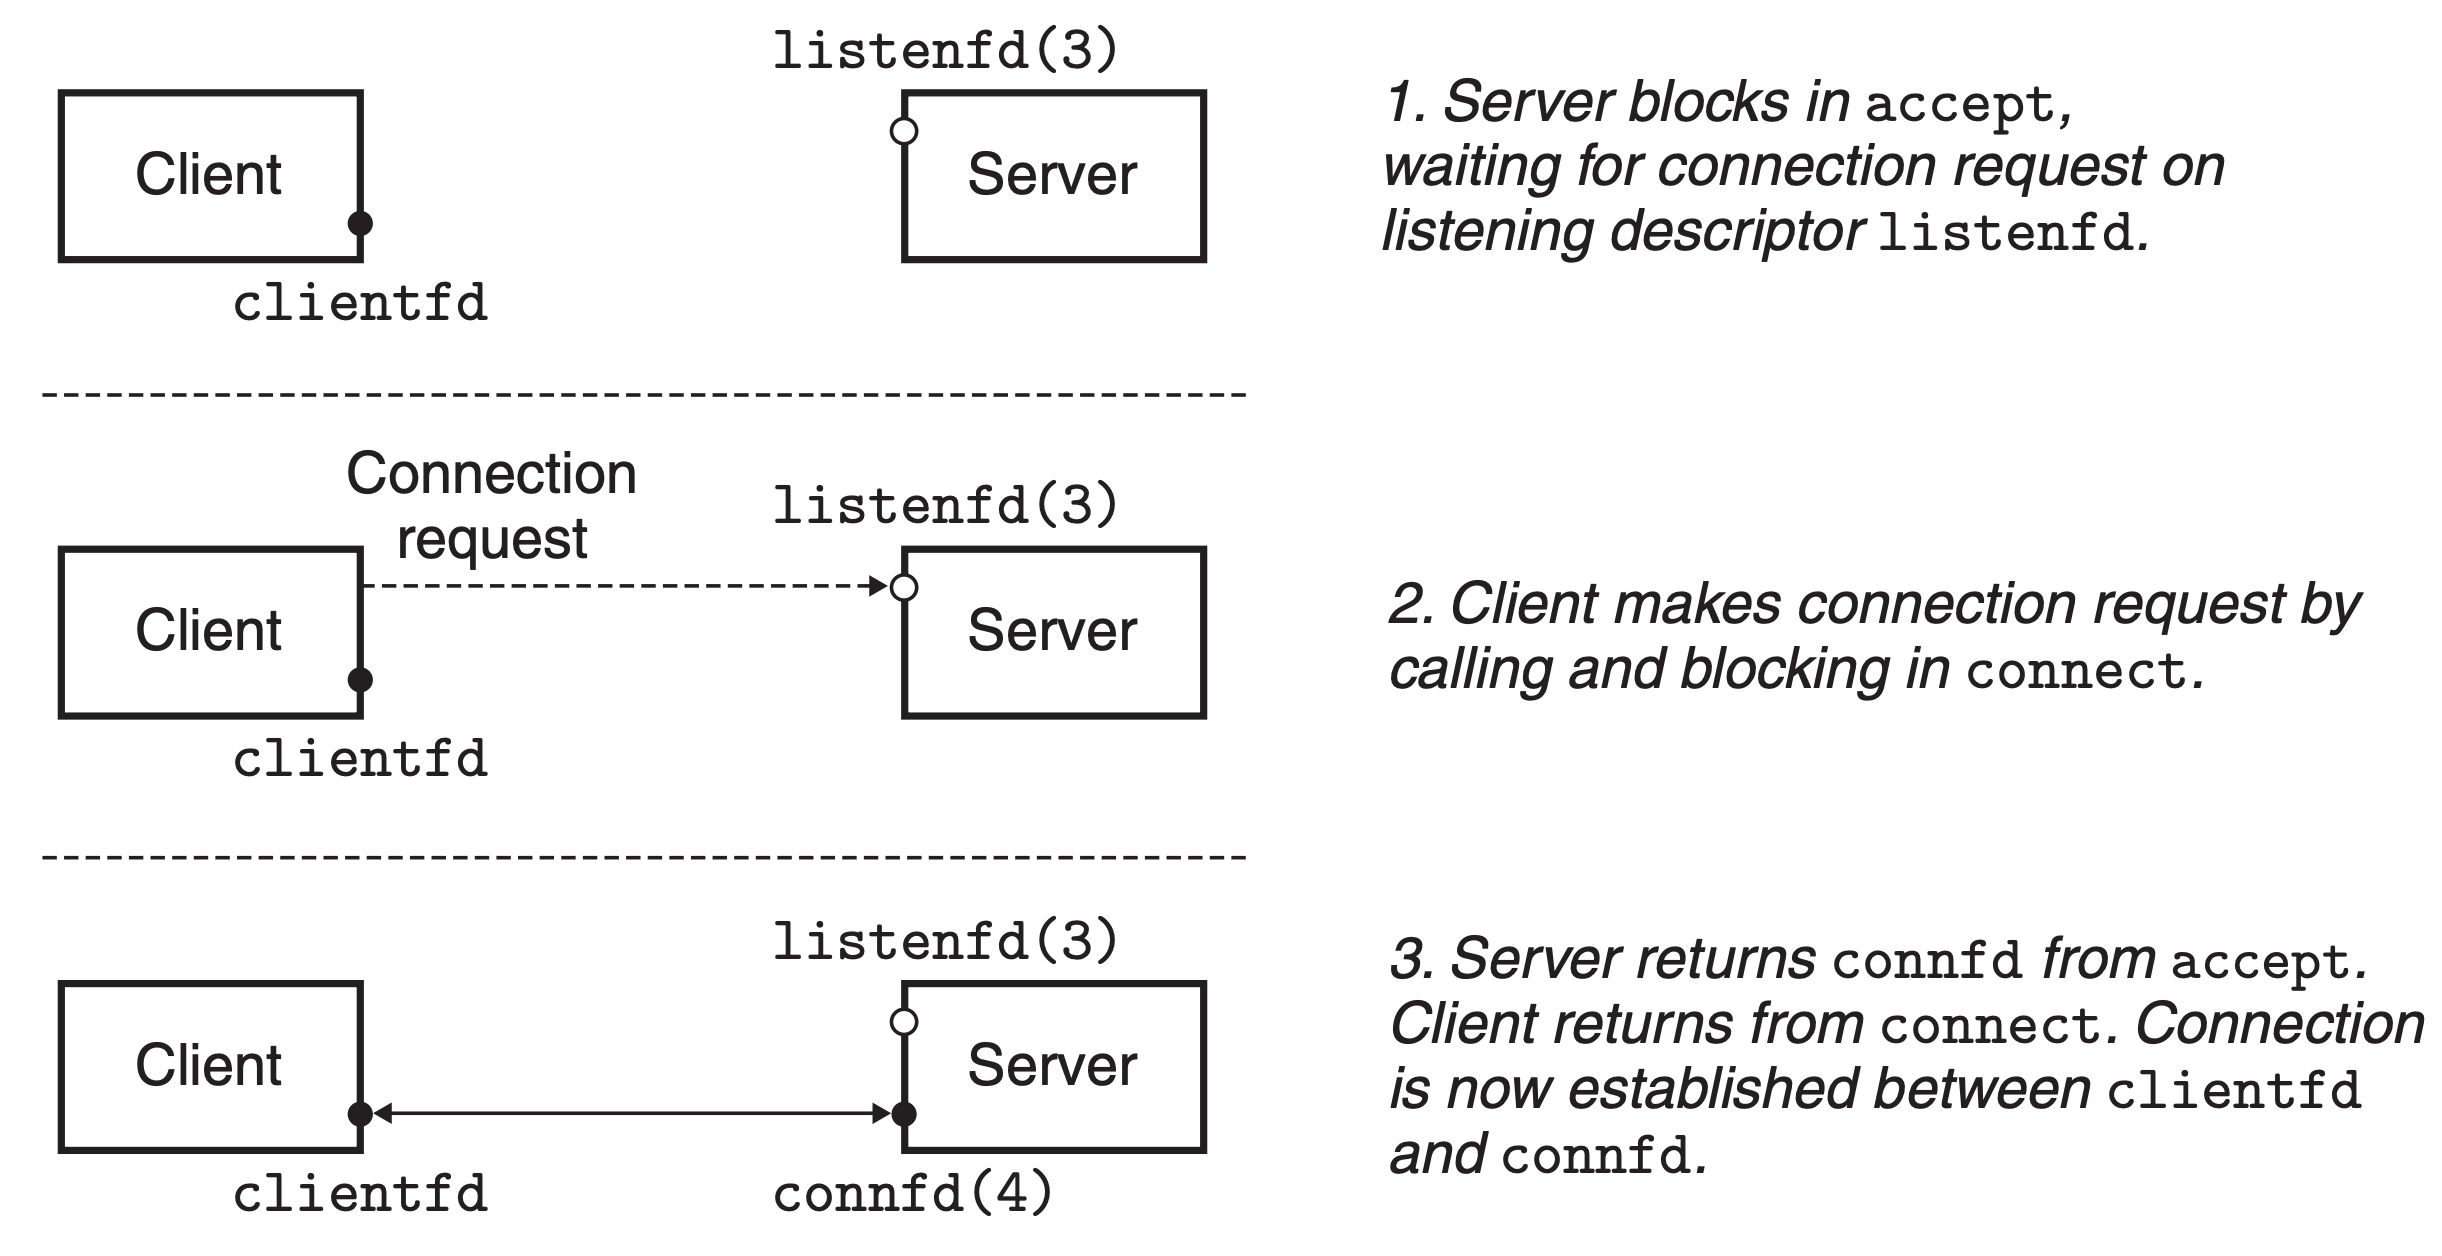 listenfd(3)
Client
Server
clientfd
1. Server blocks in accept,
waiting for connection request on
listening descriptor listenfd.
Connection
request
listenfd(3)
Client
Server
clientfd
2. Client makes connection request by
calling and blocking in connect.
listenfd(3)
Client
Server
clientfd
connfd(4)
3. Server returns connfd from accept.
Client returns from connect. Connection
is now established between clientfd
and connfd.